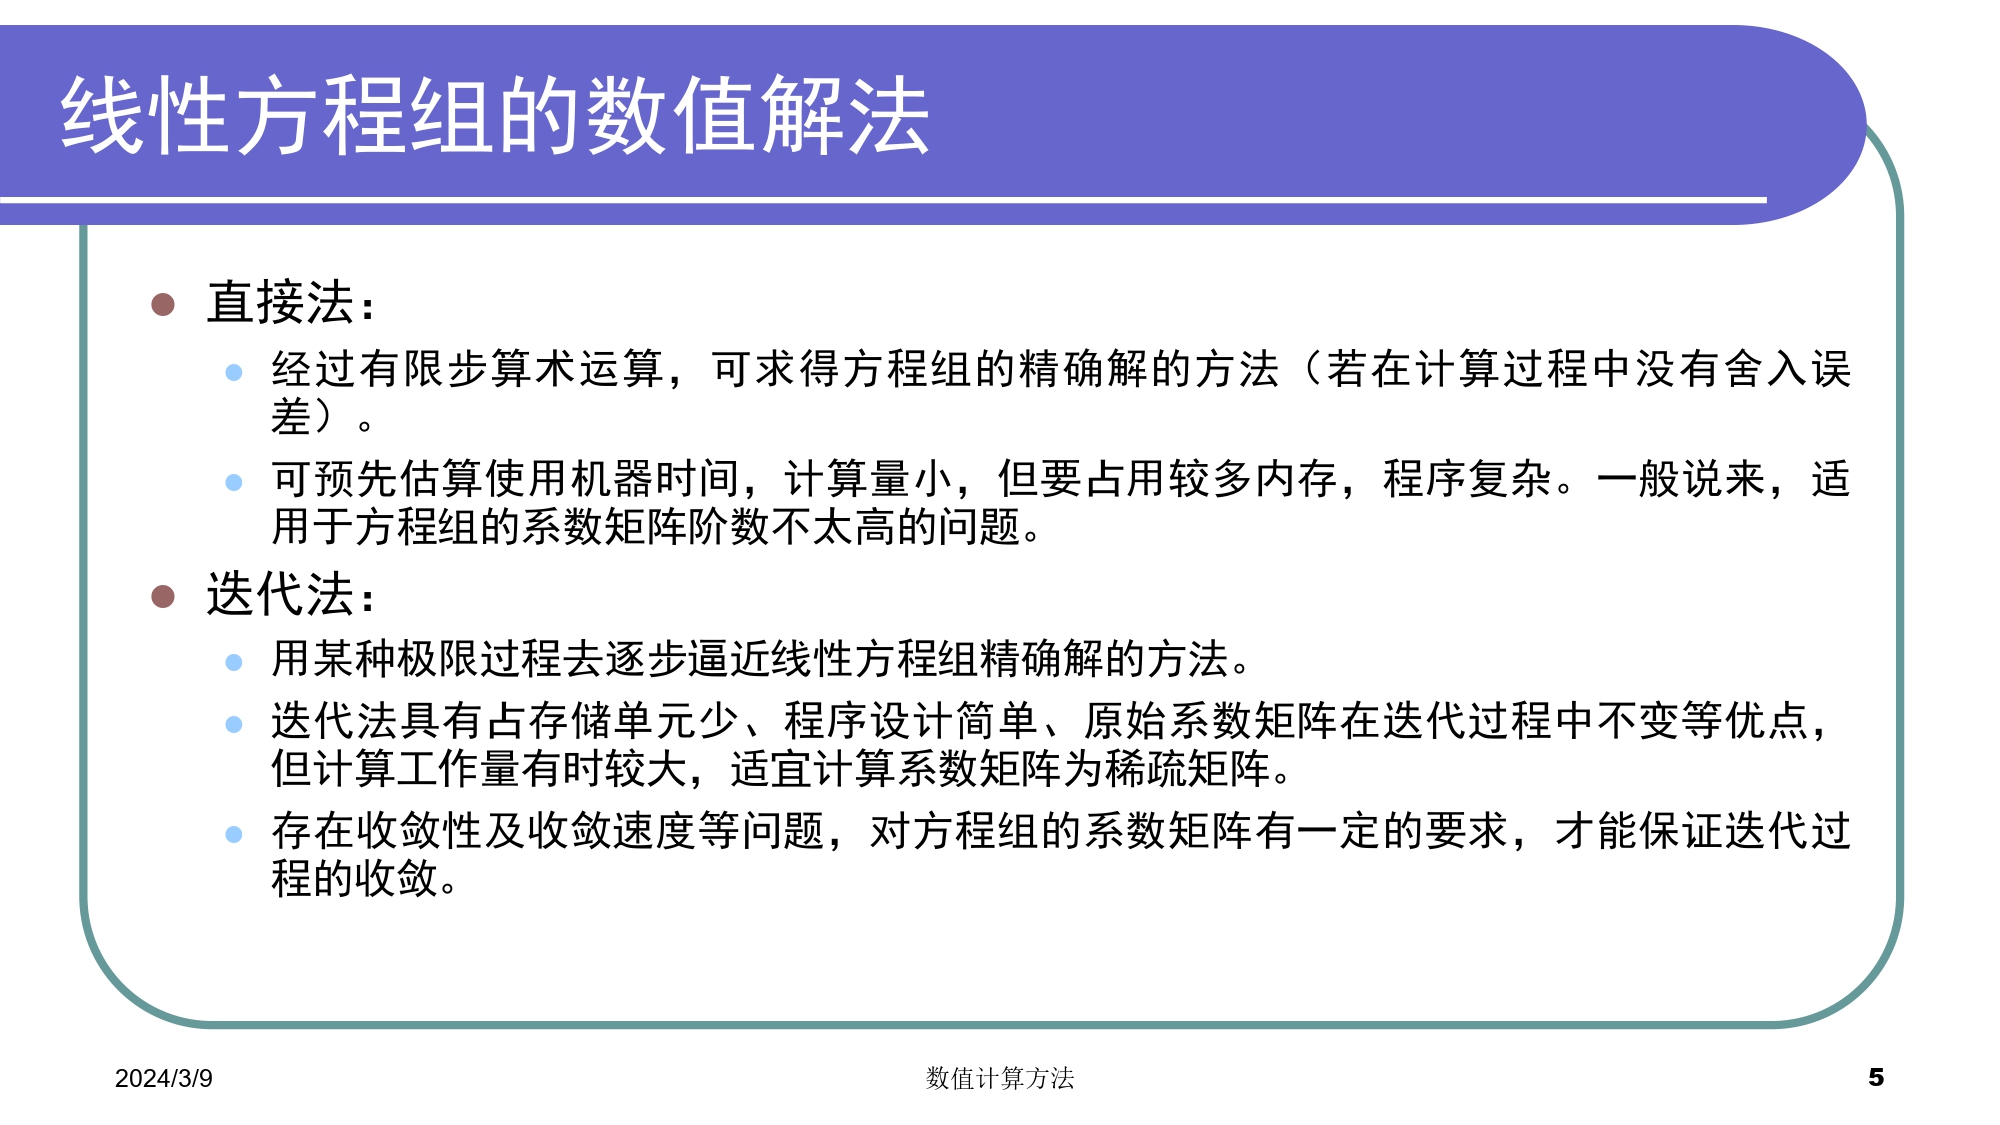 线性方程组的数值解法
直接法：
经过有限步算术运算，可求得方程组的精确解的方法（若在计算过程中没有舍入误
差）。
可预先估算使用机器时间，计算量小，但要占用较多内存，程序复杂。一般说来，适
用于方程组的系数矩阵阶数不太高的问题。
迭代法：
用某种极限过程去逐步逼近线性方程组精确解的方法。
迭代法具有占存储单元少、程序设计简单、原始系数矩阵在迭代过程中不变等优点，
但计算工作量有时较大，适宜计算系数矩阵为稀疏矩阵。
存在收敛性及收敛速度等问题，对方程组的系数矩阵有一定的要求，才能保证迭代过
程的收敛。
2024/3/9
数值计算方法
5